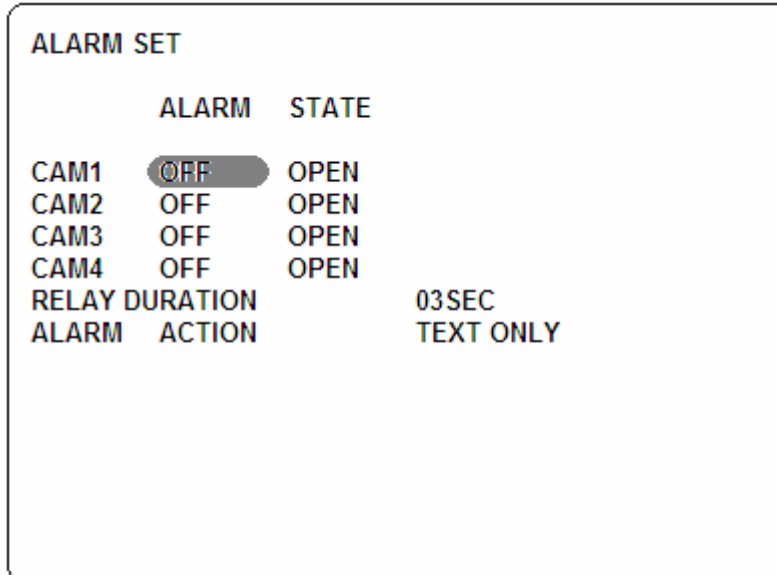 ALARM SET
ALARM STATE
CAM1 OFF OPEN
CAM2 OFF OPEN
CAM3 OFF OPEN
CAM4 OFF OPEN
RELAY DURATION 03SEC
ALARM ACTION TEXT ONLY